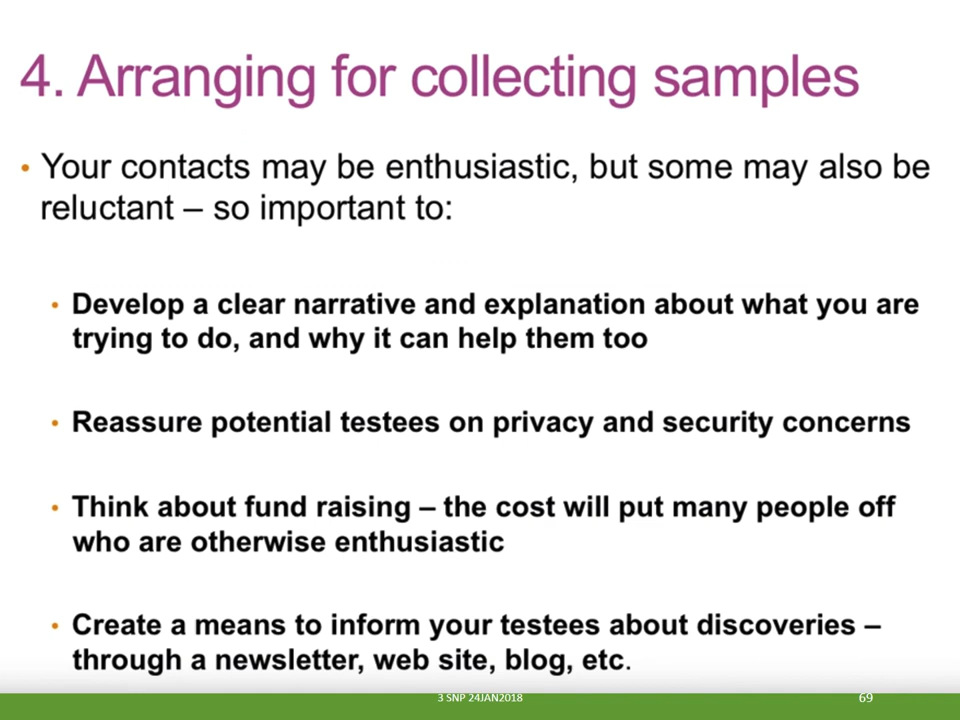 4. Arranging for collecting samples
• Your contacts may be enthusiastic, but some may also be
reluctant – so important to:
• Develop a clear narrative and explanation about what you are
trying to do, and why it can help them too
• Reassure potential testees on privacy and security concerns
• Think about fund raising – the cost will put many people off
who are otherwise enthusiastic
• Create a means to inform your testees about discoveries –
through a newsletter, web site, blog, etc.
3 SNP 24JAN2018
69